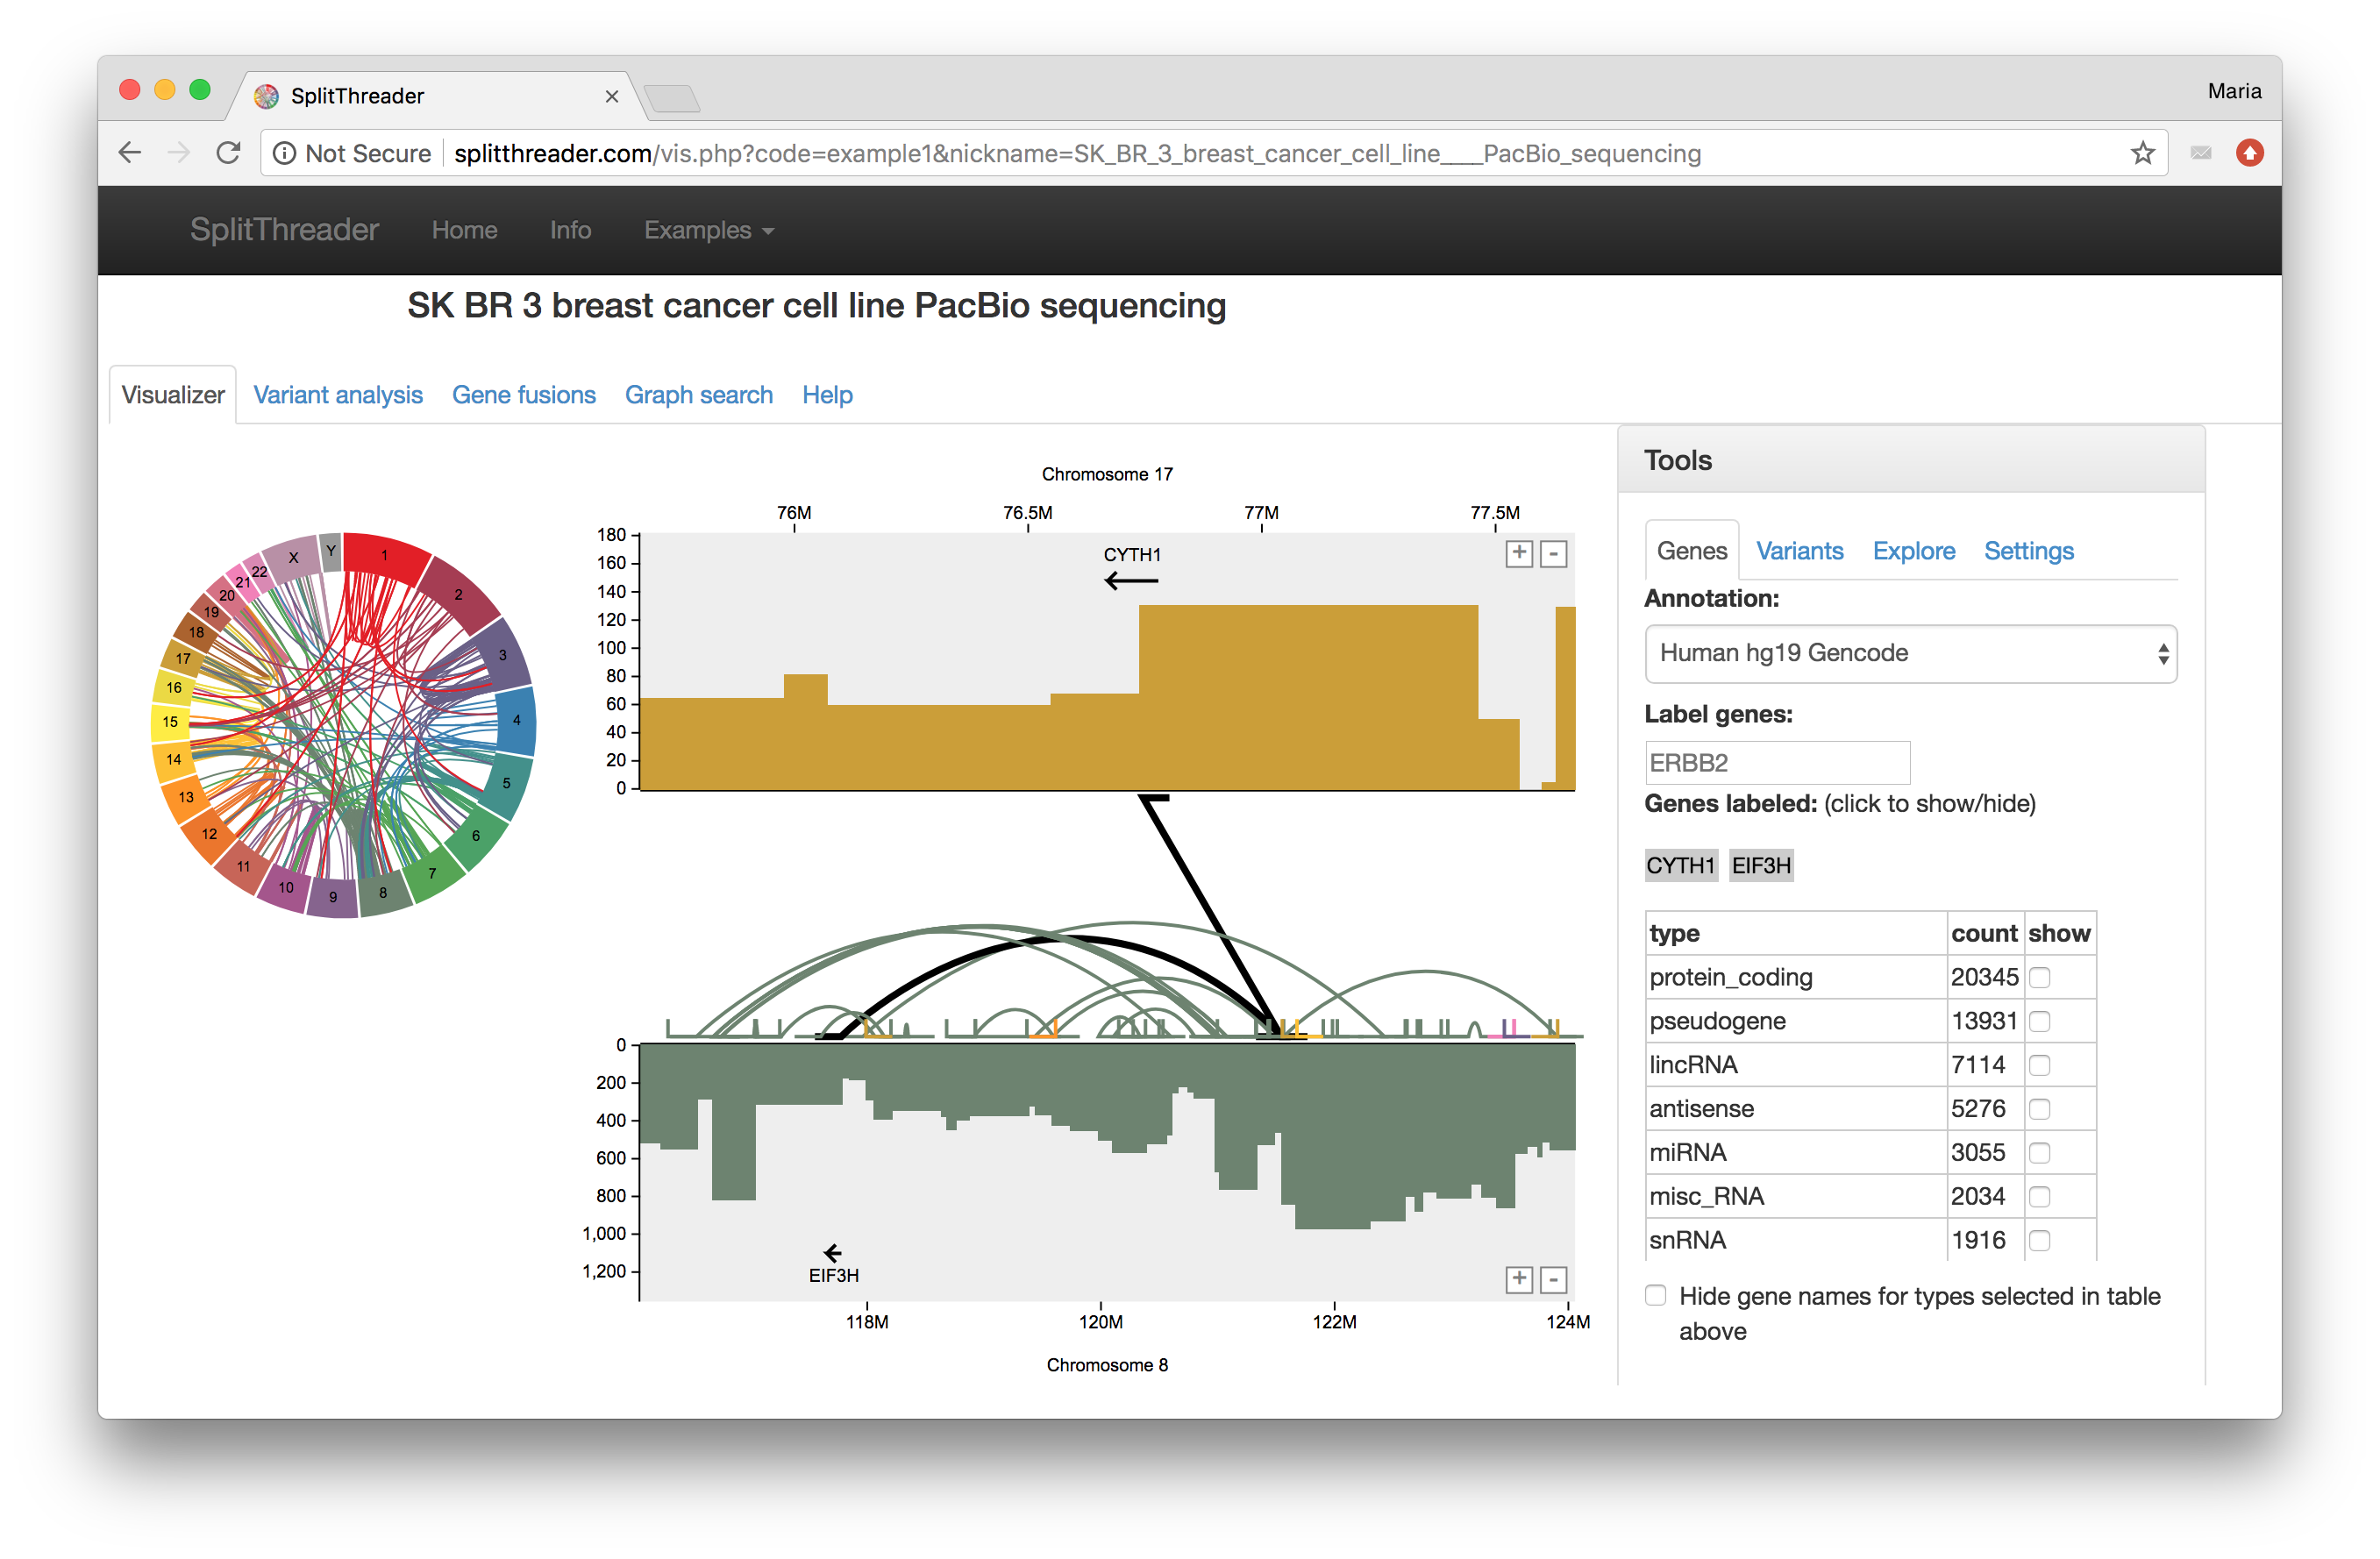 SplitThreader
Maria
Not Secure splitthreader.com/vis.php?code=example1&nickname=SK_BR_3_breast_cancer_cell_line____PacBio_sequencing
SplitThreader Home Info Examples
SK BR 3 breast cancer cell line PacBio sequencing
Visualizer Variant analysis Gene fusions Graph search Help
1
2
3
4
5
6
7
8
9
10
11
12
13
14
15
16
17
18
19
20
21
22
X
Y
Chromosome 17
76M 76.5M 77M 77.5M
180
160
140
120
100
80
60
40
20
0
CYTH1
+ -
0
200
400
600
800
1,000
1,200
EIF3H
+ -
118M 120M 122M 124M
Chromosome 8
Tools
Genes Variants Explore Settings
Annotation:
Human hg19 Gencode
Label genes:
ERBB2
Genes labeled: (click to show/hide)
CYTH1 EIF3H
type count show
protein_coding 20345
pseudogene 13931
lincRNA 7114
antisense 5276
miRNA 3055
misc_RNA 2034
snRNA 1916
Hide gene names for types selected in table
above